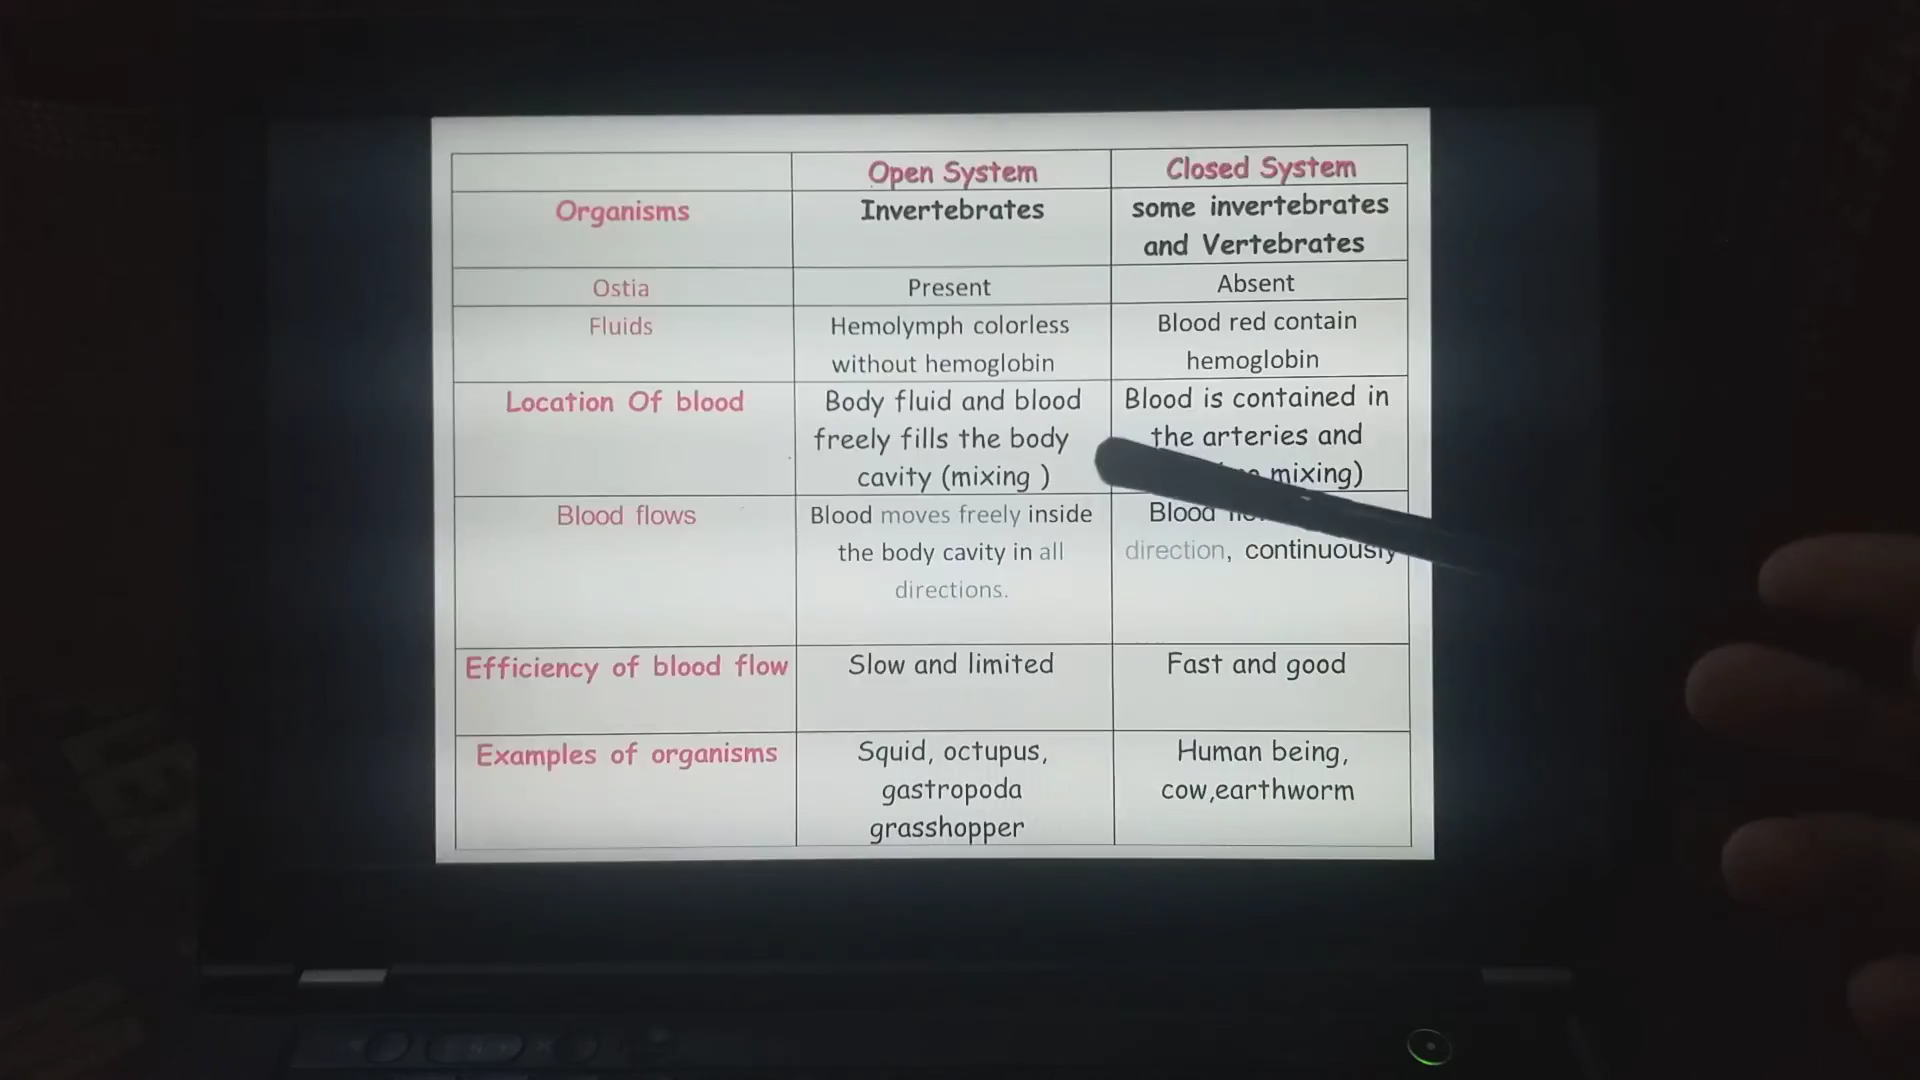 Open System
Closed System
Organisms
Invertebrates
some invertebrates
and Vertebrates
Ostia
Present
Absent
Fluids
Hemolymph colorless
without hemoglobin
Blood red contain
hemoglobin
Location Of blood
Body fluid and blood
freely fills the body
cavity (mixing )
Blood is contained in
the arteries and
mixing)
Blood flows
Blood moves freely inside
the body cavity in all
directions.
Blood
direction, continuously
Efficiency of blood flow
Slow and limited
Fast and good
Examples of organisms
Squid, octupus,
gastropoda
grasshopper
Human being,
cow,earthworm